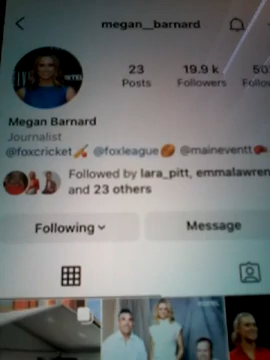 megan__barnard
23
Posts
19.9 k
Followers
50
Follow
Megan Barnard
Journalist
@foxcricket🏏 @foxleague🏉 @maineventt🥊
Followed by lara_pitt, emmalawren
and 23 others
Following
Message